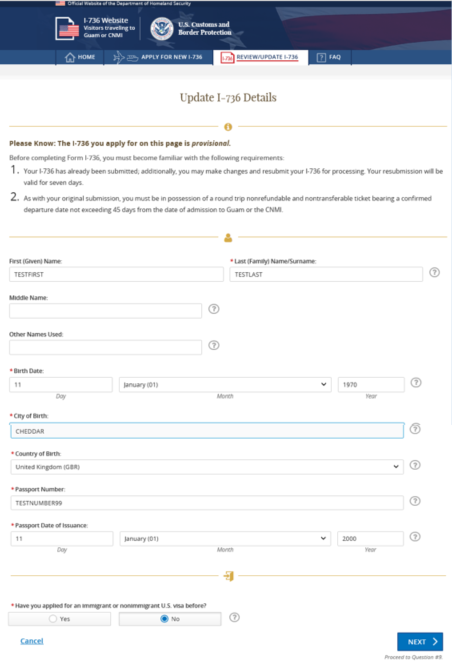 Official Website of the Department of Homeland Security
I-736 Website
Visitors traveling to
Guam or CNMI
U.S. Customs and
Border Protection
HOME
APPLY FOR NEW I-736
I-736
REVIEW/UPDATE I-736
? FAQ
Update I-736 Details
Please Know: The I-736 you apply for on this page is provisional.
Before completing Form I-736, you must become familiar with the following requirements:
1. Your I-736 has already been submitted; additionally, you may make changes and resubmit your I-736 for processing. Your resubmission will be
valid for seven days.
2. As with your original submission, you must be in possession of a round trip nonrefundable and nontransferable ticket bearing a confirmed
departure date not exceeding 45 days from the date of admission to Guam or the CNMI.
First (Given) Name: * Last (Family) Name/Surname:
TESTFIRST TESTLAST ?
Middle Name:
?
Other Names Used:
?
* Birth Date:
11 January (01) 1970 ?
Day Month Year
* City of Birth:
CHEDDAR ?
* Country of Birth:
United Kingdom (GBR) ?
* Passport Number:
TESTNUMBER99 ?
* Passport Date of Issuance:
11 January (01) 2000 ?
Day Month Year
* Have you applied for an immigrant or nonimmigrant U.S. visa before?
Yes No ?
Cancel NEXT
Proceed to Question #5